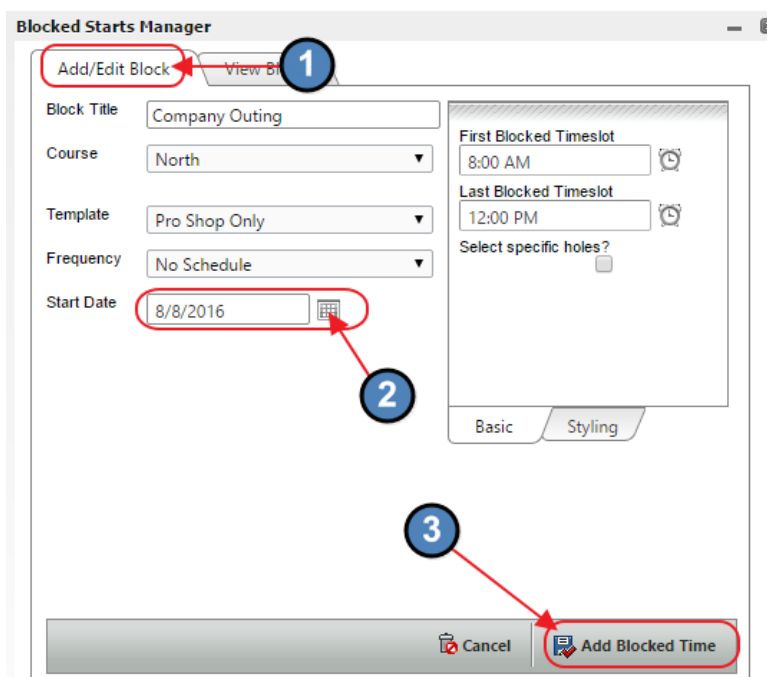 Blocked Starts Manager
Add/Edit Block
View Bl
1
Block Title
Company Outing
Course
North
Template
Pro Shop Only
Frequency
No Schedule
Start Date
8/8/2016
First Blocked Timeslot
8:00 AM
Last Blocked Timeslot
12:00 PM
Select specific holes?
2
Basic
Styling
3
Cancel
Add Blocked Time